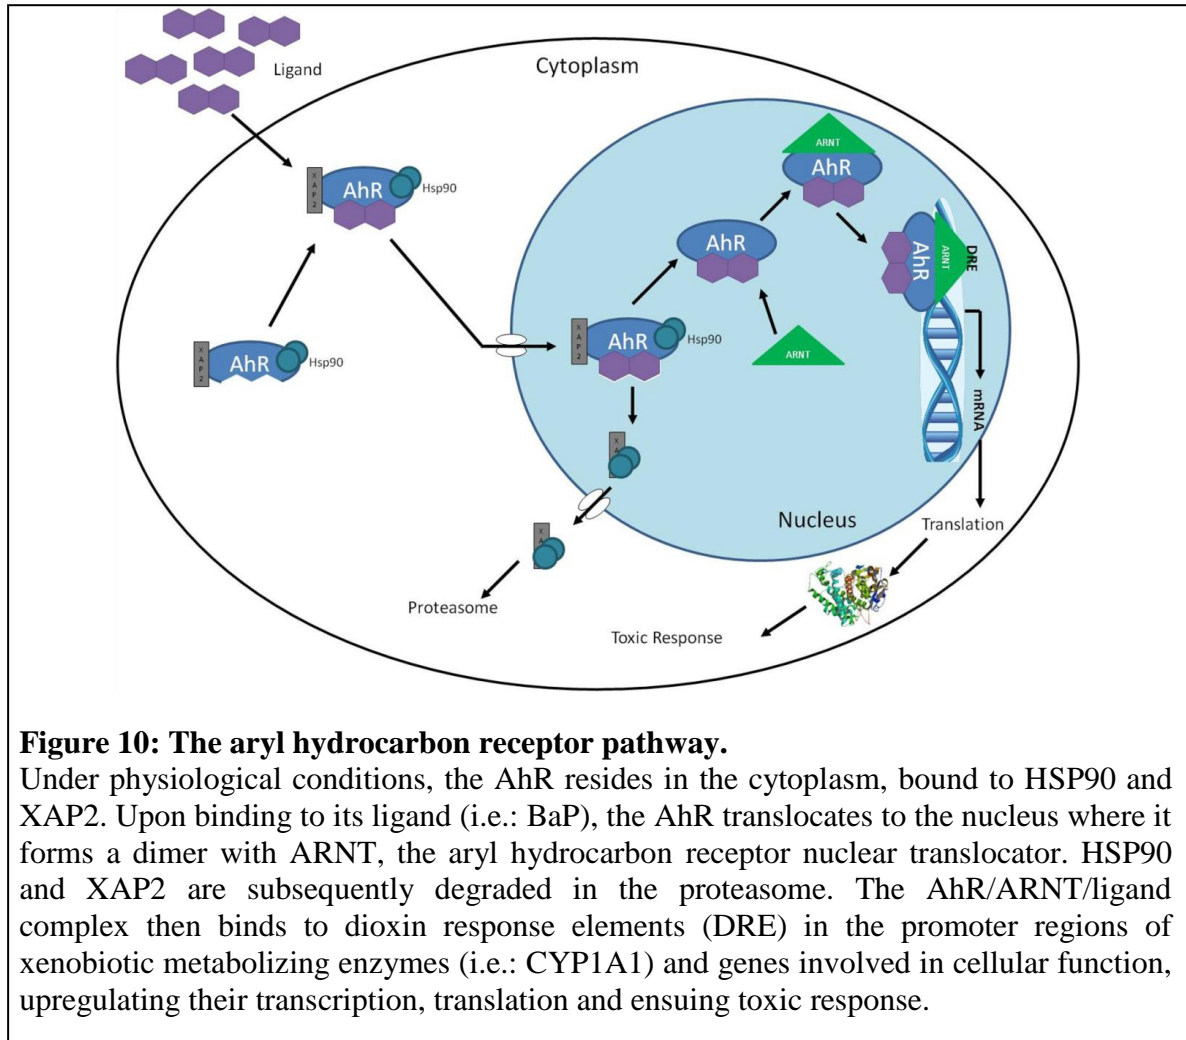 Cytoplasm
Ligand
XAP2
AhR
Hsp90
XAP2
AhR
Hsp90
ARNT
AhR
AhR
AhR
ARNT
DRE
XAP2
AhR
Hsp90
ARNT
mRNA
XA
Nucleus
Translation
XA
Proteasome
Toxic Response
Figure 10: The aryl hydrocarbon receptor pathway.
Under physiological conditions, the AhR resides in the cytoplasm, bound to HSP90 and
XAP2. Upon binding to its ligand (i.e.: BaP), the AhR translocates to the nucleus where it
forms a dimer with ARNT, the aryl hydrocarbon receptor nuclear translocator. HSP90
and XAP2 are subsequently degraded in the proteasome. The AhR/ARNT/ligand
complex then binds to dioxin response elements (DRE) in the promoter regions of
xenobiotic metabolizing enzymes (i.e.: CYP1A1) and genes involved in cellular function,
upregulating their transcription, translation and ensuing toxic response.